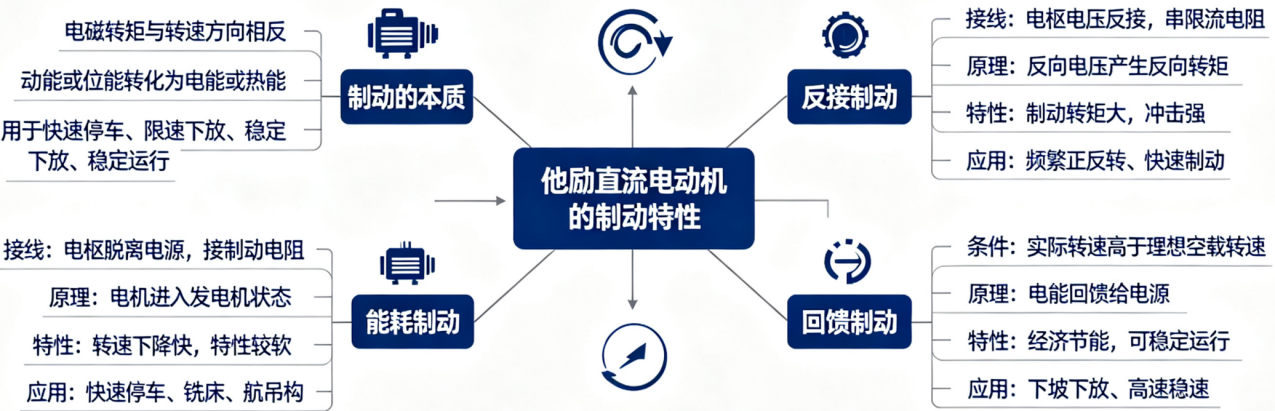 他励直流电动机
的制动特性
制动的本质
电磁转矩与转速方向相反
动能或位能转化为电能或热能
用于快速停车、限速下放、稳定
下放、稳定运行
能耗制动
接线：电枢脱离电源，接制动电阻
原理：电机进入发电机状态
特性：转速下降快，特性较软
应用：快速停车、铣床、航吊构
反接制动
接线：电枢电压反接，串限流电阻
原理：反向电压产生反向转矩
特性：制动转矩大，冲击强
应用：频繁正反转、快速制动
回馈制动
条件：实际转速高于理想空载转速
原理：电能回馈给电源
特性：经济节能，可稳定运行
应用：下坡下放、高速稳速